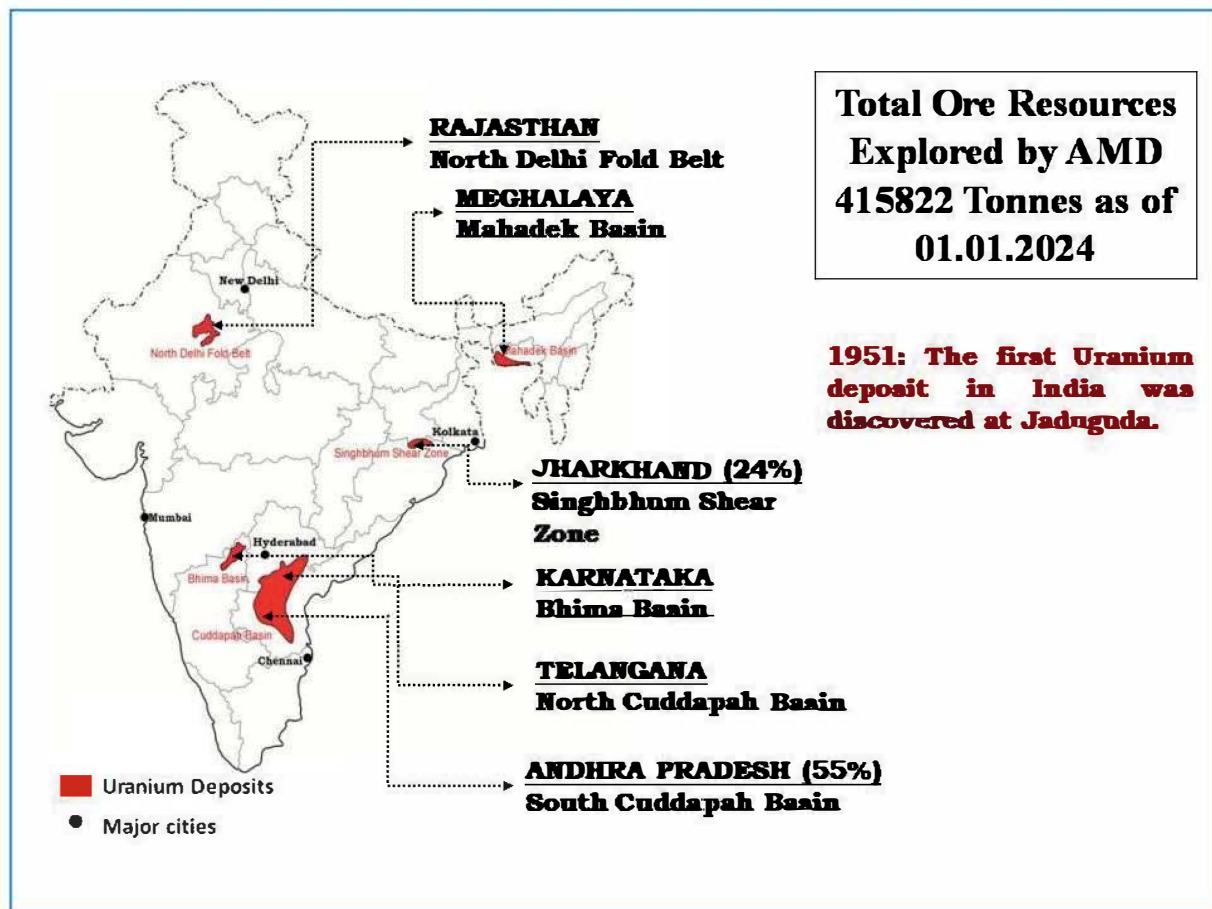 RAJASTHAN
North Delhi Fold Belt
MEGHALAYA
Mahadek Basin
Total Ore Resources
Explored by AMD
415822 Tonnes as of
01.01.2024
1951: The first Uranium
deposit in India was
discovered at Jaduguda.
New Delhi
North Delhi Fold-Belt
Mahadek Basin
Kolkata
Singhbhum Shear Zone
JHARKHAND (24%)
Singhbhum Shear
Zone
Mumbai
Hyderabad
Bhima Basin
KARNATAKA
Bhima Basin
Cuddapah Basin
Chennai
TELANGANA
North Cuddapah Basin
ANDHRA PRADESH (55%)
South Cuddapah Basin
Uranium Deposits
Major cities